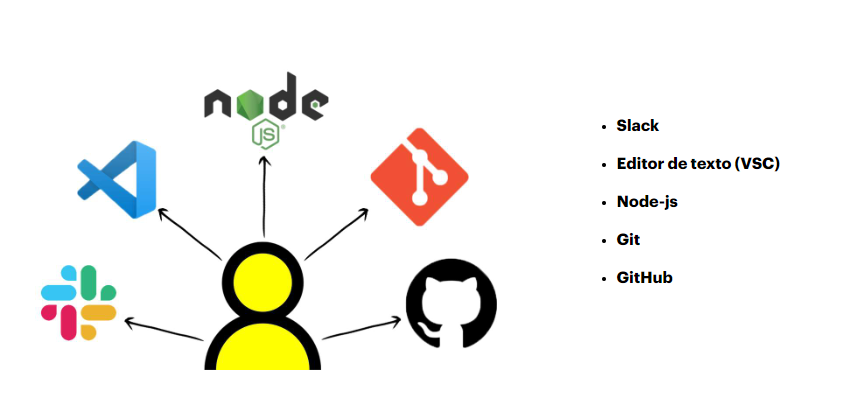 node
JS
Slack
Editor de texto (VSC)
Node-js
Git
GitHub